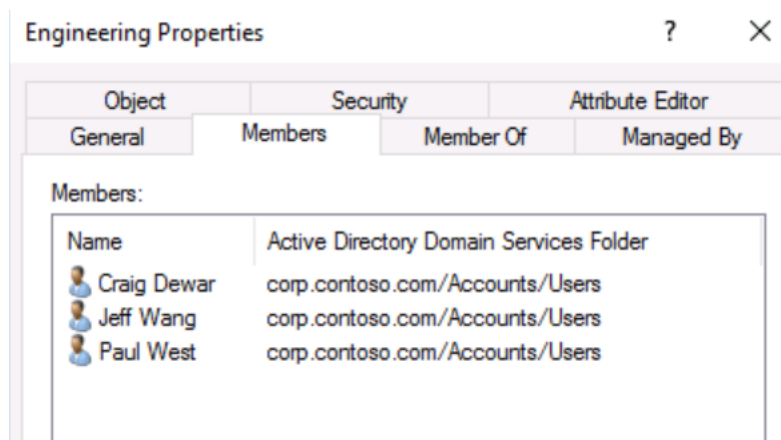 Engineering Properties ? ×
Object Security Attribute Editor
General Members Member Of Managed By
Members:
Name Active Directory Domain Services Folder
Craig Dewar corp.contoso.com/Accounts/Users
Jeff Wang corp.contoso.com/Accounts/Users
Paul West corp.contoso.com/Accounts/Users